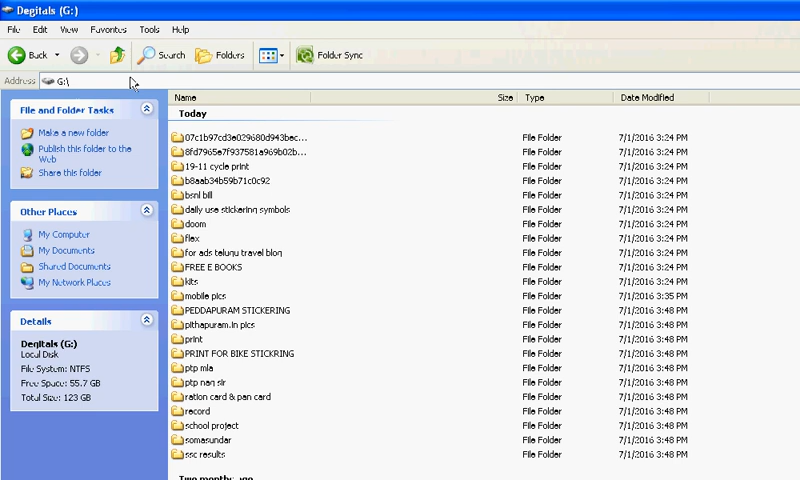 Degitals (G:)
File Edit View Favorites Tools Help
Back Search Folders Folder Sync
Address G:\
File and Folder Tasks
Make a new folder
Publish this folder to the
Web
Share this folder
Other Places
My Computer
My Documents
Shared Documents
My Network Places
Details
Degitals (G:)
Local Disk
File System: NTFS
Free Space: 55.7 GB
Total Size: 123 GB
Name Size Type Date Modified
Today
07c1b97cd3e029680d943bec... File Folder 7/1/2016 3:24 PM
8fd7965e7f937581a969b02b... File Folder 7/1/2016 3:24 PM
19-11 cycle print File Folder 7/1/2016 3:24 PM
b8aab34b59b71c0c92 File Folder 7/1/2016 3:24 PM
bsnl bill File Folder 7/1/2016 3:24 PM
daily use stickering symbols File Folder 7/1/2016 3:24 PM
doom File Folder 7/1/2016 3:24 PM
flex File Folder 7/1/2016 3:24 PM
for ads telugu travel blog File Folder 7/1/2016 3:24 PM
FREE E BOOKS File Folder 7/1/2016 3:24 PM
kits File Folder 7/1/2016 3:24 PM
mobile pics File Folder 7/1/2016 3:35 PM
PEDDAPURAM STICKERING File Folder 7/1/2016 3:48 PM
pithapuram.in pics File Folder 7/1/2016 3:48 PM
print File Folder 7/1/2016 3:48 PM
PRINT FOR BIKE STICKRING File Folder 7/1/2016 3:48 PM
ptp mla File Folder 7/1/2016 3:48 PM
ptp nag sir File Folder 7/1/2016 3:48 PM
ration card & pan card File Folder 7/1/2016 3:48 PM
record File Folder 7/1/2016 3:48 PM
school project File Folder 7/1/2016 3:48 PM
somasundar File Folder 7/1/2016 3:48 PM
ssc results File Folder 7/1/2016 3:48 PM
Two months ago